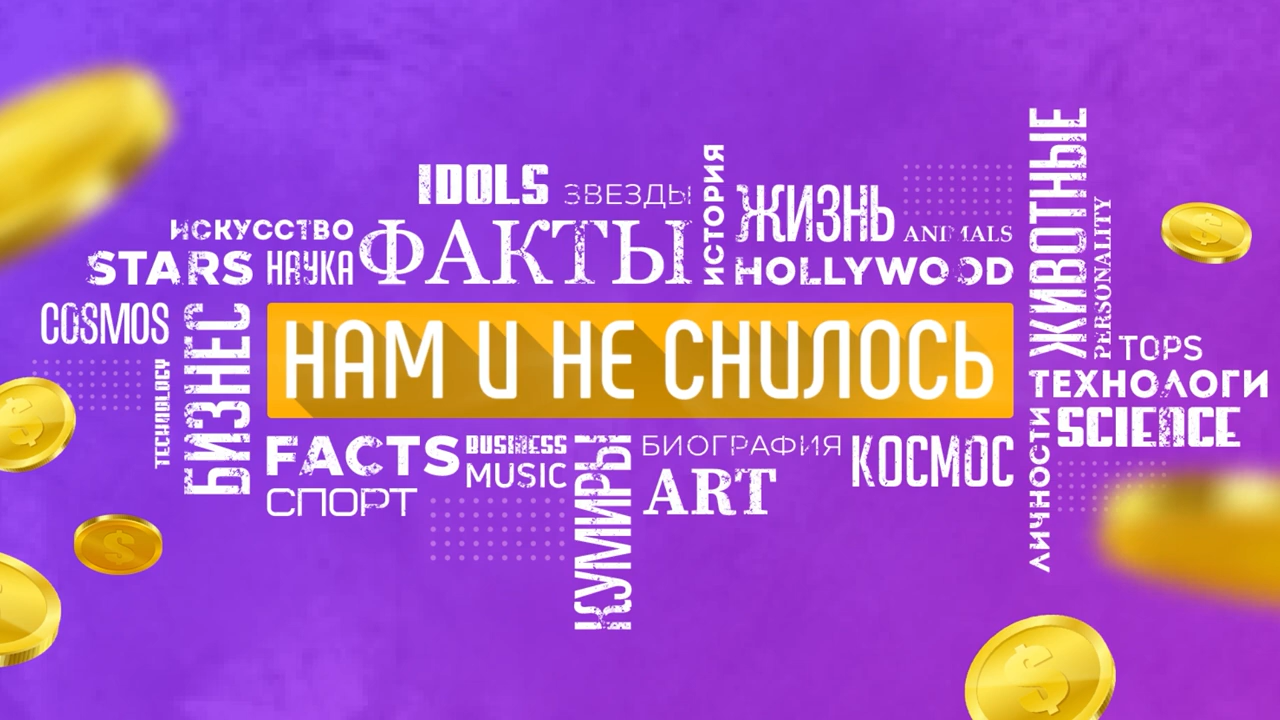 IDOLS
ЗВЕЗДЫ
ИСТОРИЯ
ЖИЗНЬ
ANIMALS
ЖИВОТНЫЕ
PERSONALITY
ИСКУССТВО
ФАКТЫ
STARS
НАУКА
HOLLYWOOD
COSMOS
БИЗНЕС
TECHNOLOGY
НАМ И НЕ СНИЛОСЬ
TOPS
ТЕХНОЛОГИ
SCIENCE
ЛИЧНОСТИ
FACTS
BUSINESS
MUSIC
СПОРТ
КУМИРЫ
БИОГРАФИЯ
ART
КОСМОС